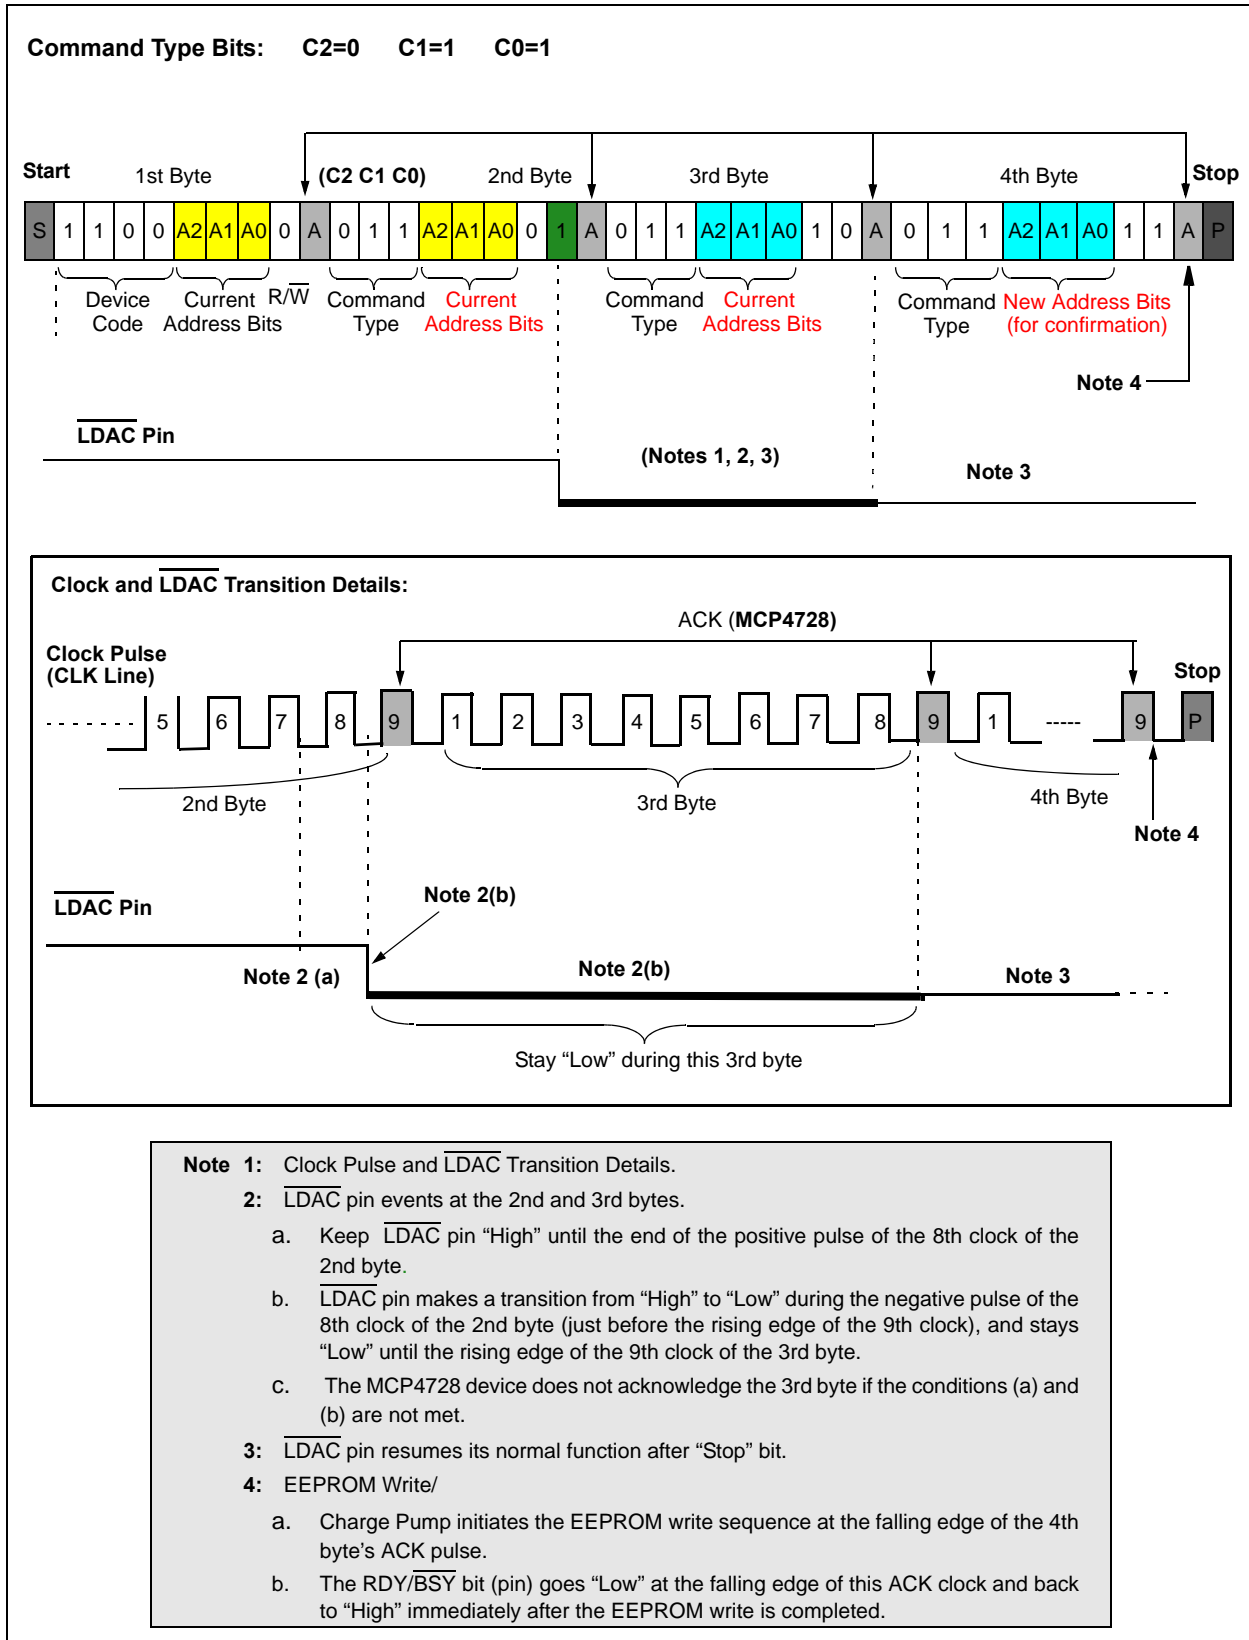 Command Type Bits: C2=0 C1=1 C0=1
Start 1st Byte (C2 C1 C0) 2nd Byte 3rd Byte 4th Byte Stop
S 1 1 0 0 A2 A1 A0 0 A 0 1 1 A2 A1 A0 0 1 A 0 1 1 A2 A1 A0 1 0 A 0 1 1 A2 A1 A0 1 1 A P
Device Code
Current Address Bits
R/W
Command Type
Current Address Bits
Command Type
Current Address Bits
Command Type
New Address Bits (for confirmation)
Note 4
LDAC Pin
(Notes 1, 2, 3)
Note 3
Clock and LDAC Transition Details:
ACK (MCP4728)
Clock Pulse
(CLK Line)
Stop
5 6 7 8 9 1 2 3 4 5 6 7 8 9 1 ----- 9 P
2nd Byte 3rd Byte 4th Byte
Note 4
LDAC Pin
Note 2(b)
Note 2 (a)
Note 2(b)
Note 3
Stay “Low” during this 3rd byte
Note 1: Clock Pulse and LDAC Transition Details.
2: LDAC pin events at the 2nd and 3rd bytes.
a. Keep LDAC pin “High” until the end of the positive pulse of the 8th clock of the
2nd byte.
b. LDAC pin makes a transition from “High” to “Low” during the negative pulse of the
8th clock of the 2nd byte (just before the rising edge of the 9th clock), and stays
“Low” until the rising edge of the 9th clock of the 3rd byte.
c. The MCP4728 device does not acknowledge the 3rd byte if the conditions (a) and
(b) are not met.
3: LDAC pin resumes its normal function after “Stop” bit.
4: EEPROM Write/
a. Charge Pump initiates the EEPROM write sequence at the falling edge of the 4th
byte’s ACK pulse.
b. The RDY/BSY bit (pin) goes “Low” at the falling edge of this ACK clock and back
to “High” immediately after the EEPROM write is completed.